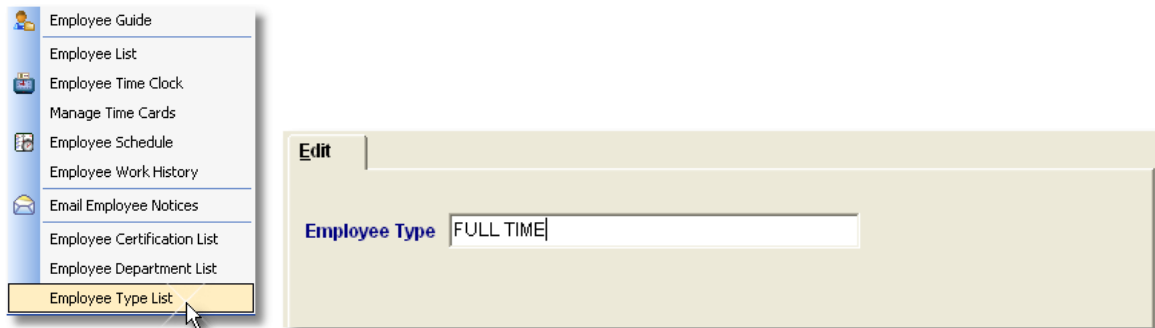 Employee Guide
Employee List
Employee Time Clock
Manage Time Cards
Employee Schedule
Employee Work History
Email Employee Notices
Employee Certification List
Employee Department List
Employee Type List
Edit
Employee Type FULL TIME